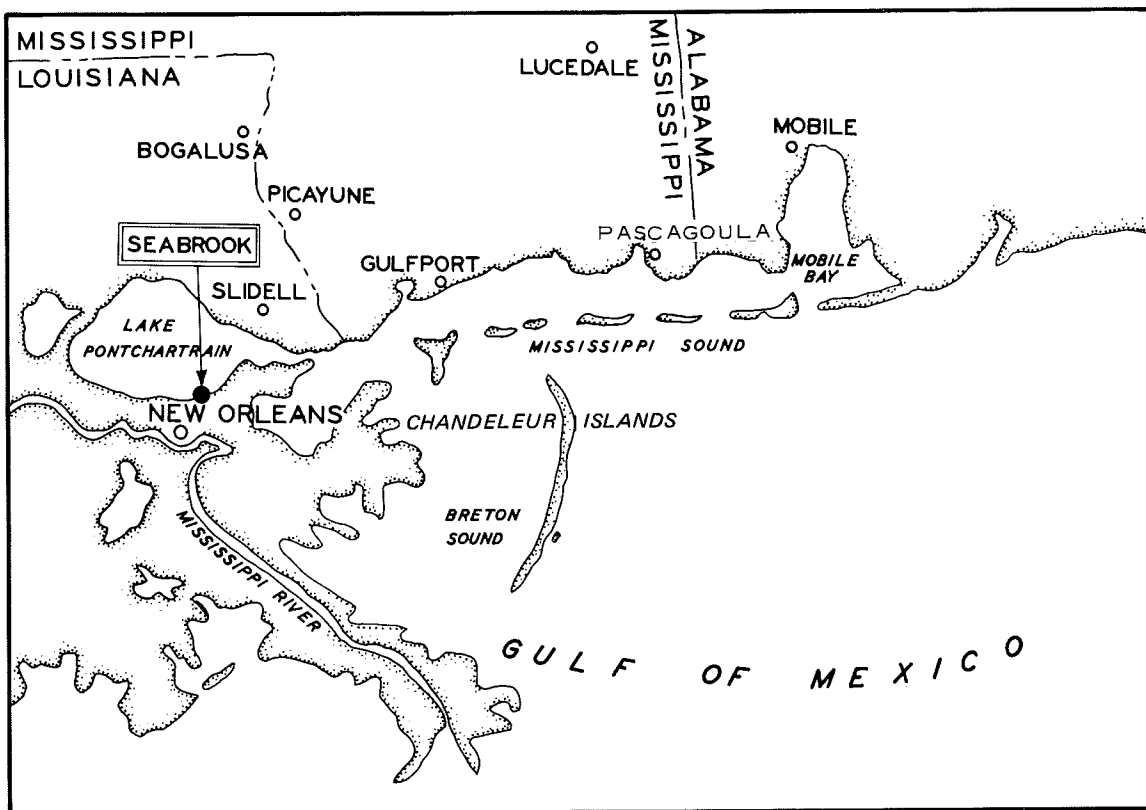 MISSISSIPPI
LOUISIANA
BOGALUSA
PICAYUNE
SEABROOK
SLIDELL
GULFPORT
LUCEDALE
MISSISSIPPI
ALABAMA
MOBILE
PASCAGOULA
MOBILE
BAY
LAKE
PONTCHARTRAIN
MISSISSIPPI SOUND
NEW ORLEANS
CHANDELEUR ISLANDS
BRETON
SOUND
MISSISSIPPI RIVER
GULF OF MEXICO